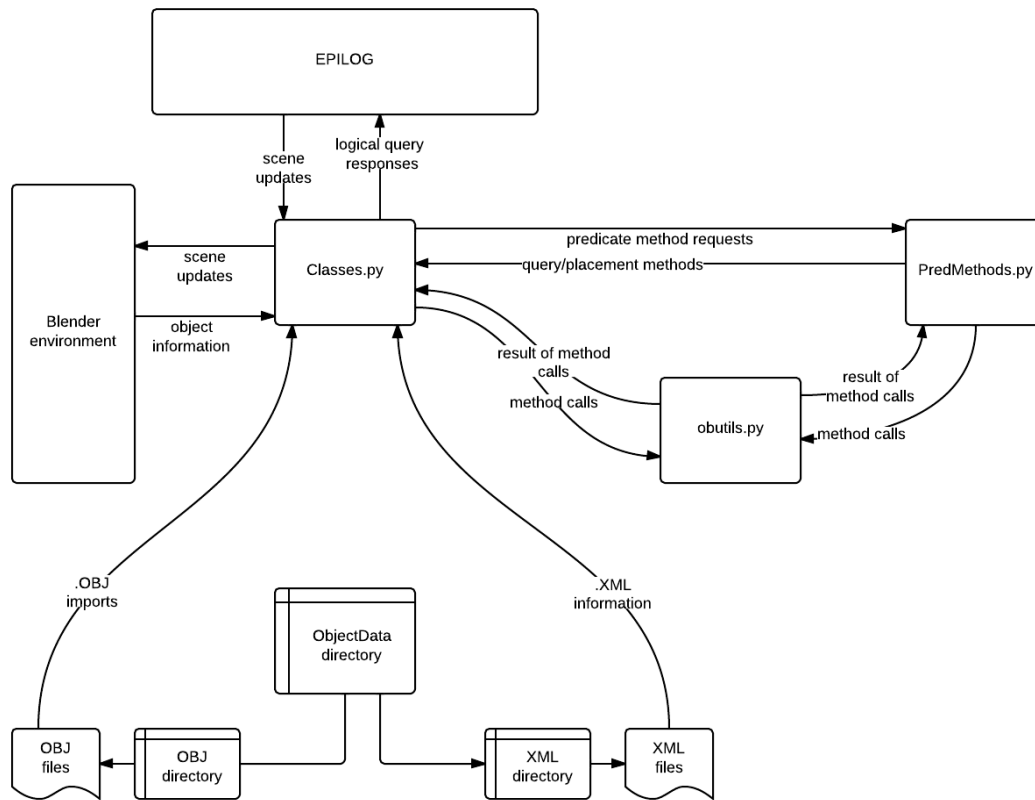 EPILOG
scene
updates
logical query
responses
Blender
environment
scene
updates
object
information
Classes.py
predicate method requests
query/placement methods
PredMethods.py
result of method
calls
method calls
obutils.py
result of
method calls
method calls
.OBJ
imports
ObjectData
directory
.XML
information
OBJ
files
OBJ
directory
XML
directory
XML
files